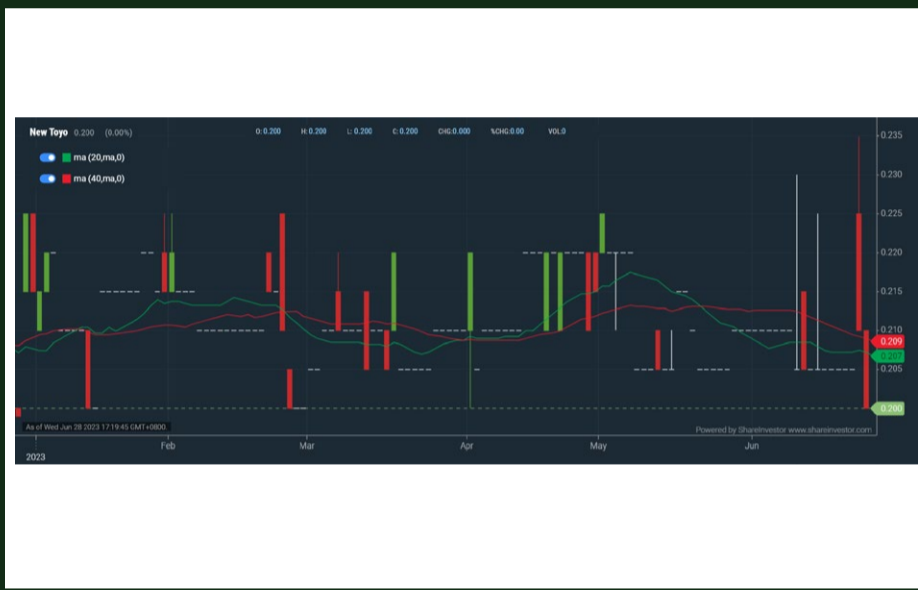 New Toyo 0.200 (0.00%) O: 0.200 H: 0.200 L: 0.200 C: 0.200 CHG:0.000 %CHG:0.00 VOL:0
ma (20,ma,0)
ma (40,ma,0)
0.235
0.230
0.225
0.220
0.215
0.210
0.209
0.207
0.205
0.200
As of Wed Jun 28 2023 17:19:45 GMT+0800
Powered by ShareInvestor www.shareinvestor.com
Feb Mar Apr May Jun
2023